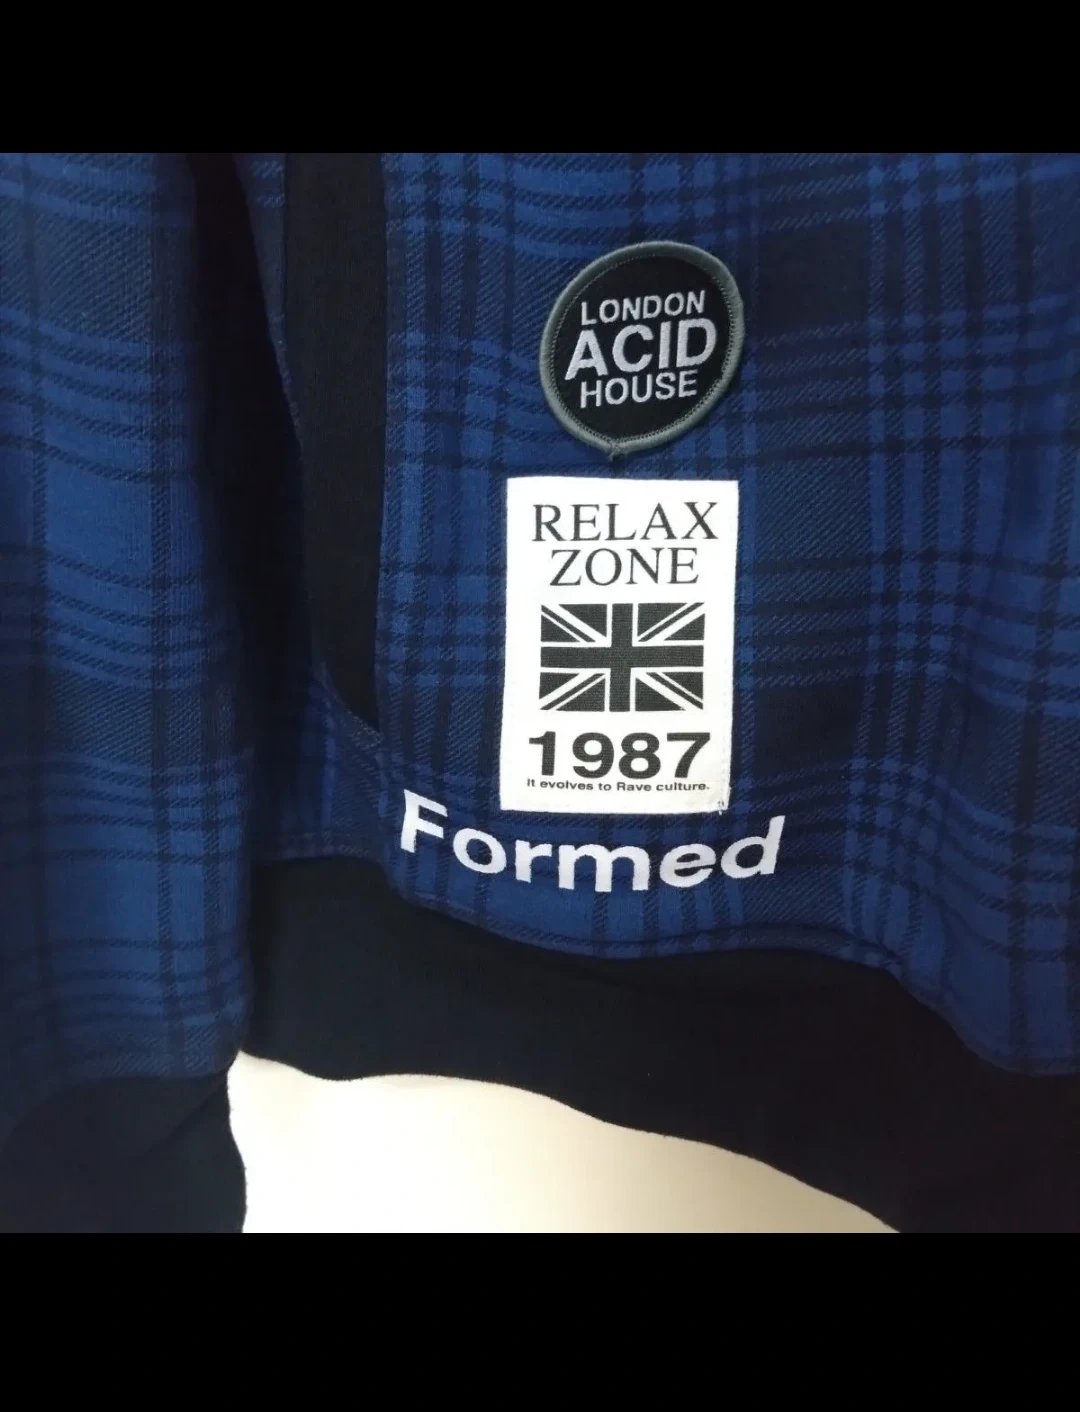 LONDON
ACID
HOUSE
RELAX
ZONE
1987
It evolves to Rave culture.
Formed